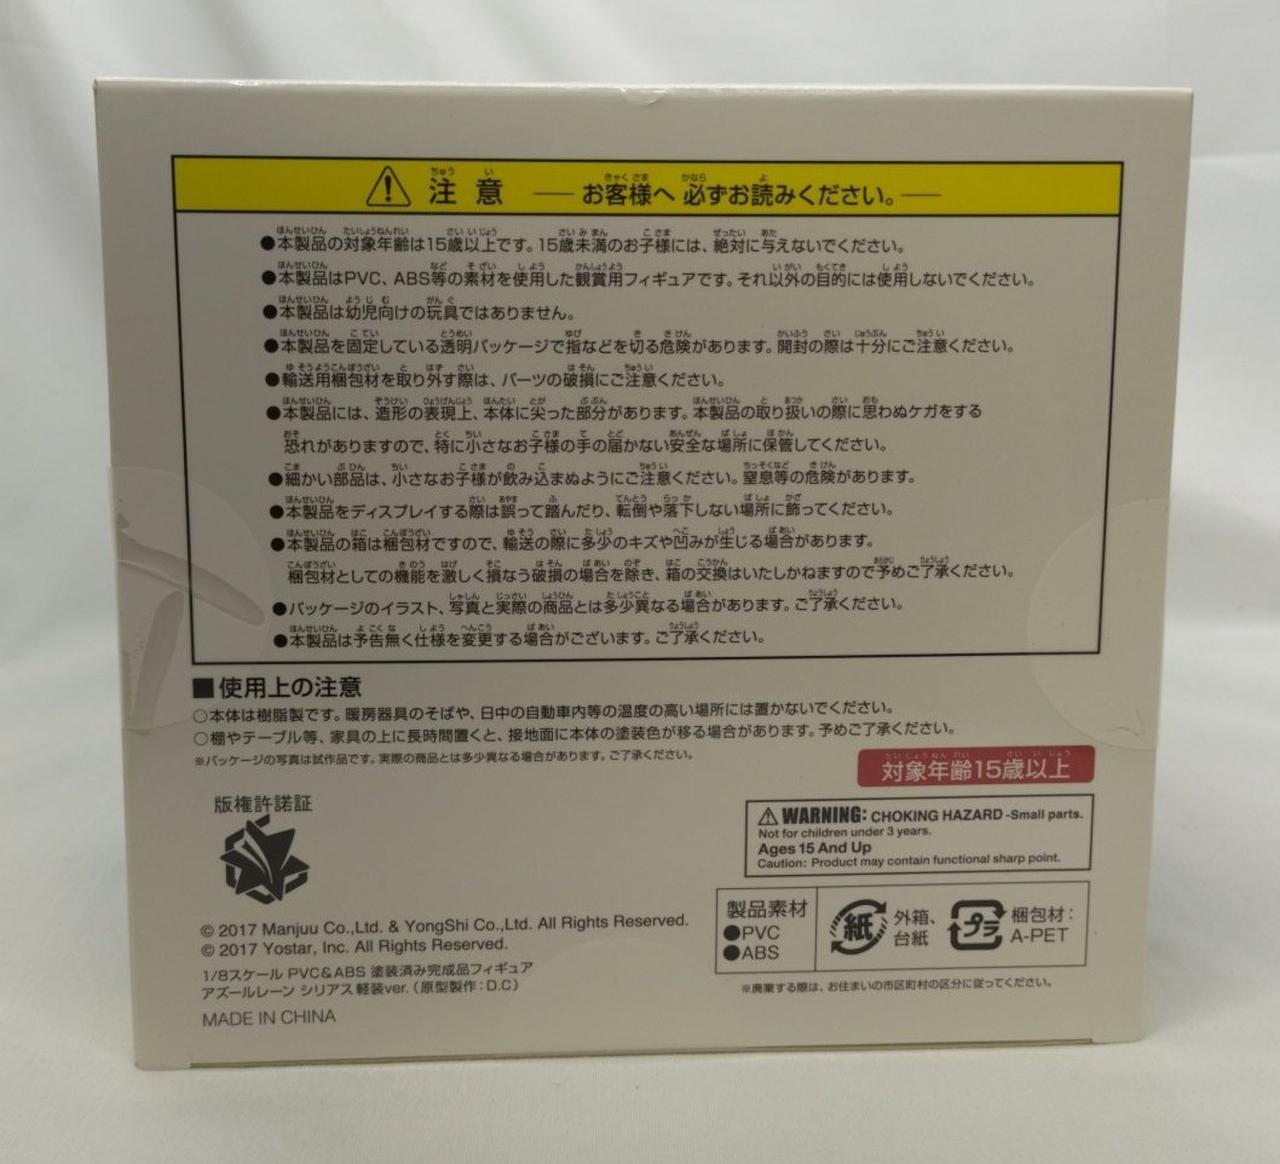 注意 ── お客様へ 必ずお読みください。──
●本製品の対象年齢は15歳以上です。15歳未満のお子様には、絶対に与えないでください。
●本製品はPVC、ABS等の素材を使用した観賞用フィギュアです。それ以外の目的には使用しないでください。
●本製品は幼児向けの玩具ではありません。
●本製品を固定している透明パッケージで指などを切る危険があります。開封の際は十分にご注意ください。
●輸送用梱包材を取り外す際は、パーツの破損にご注意ください。
●本製品には、造形の表現上、本体に尖った部分があります。本製品の取り扱いの際に思わぬケガをする
恐れがありますので、特に小さなお子様の手の届かない安全な場所に保管してください。
●細かい部品は、小さなお子様が飲み込まぬようにご注意ください。窒息等の危険があります。
●本製品をディスプレイする際は誤って踏んだり、転倒や落下しない場所に飾ってください。
●本製品の箱は梱包材ですので、輸送の際に多少のキズや凹みが生じる場合があります。
梱包材としての機能を激しく損なう破損の場合を除き、箱の交換はいたしかねますので予めご了承ください。
●パッケージのイラスト、写真と実際の商品とは多少異なる場合があります。ご了承ください。
●本製品は予告無く仕様を変更する場合がございます。ご了承ください。
■使用上の注意
○本体は樹脂製です。暖房器具のそばや、日中の自動車内等の温度の高い場所には置かないでください。
○棚やテーブル等、家具の上に長時間置くと、接地面に本体の塗装色が移る場合があります。予めご了承ください。
※パッケージの写真は試作品です。実際の商品とは多少異なる場合があります。ご了承ください。
対象年齢15歳以上
版権許諾証
WARNING: CHOKING HAZARD -Small parts.
Not for children under 3 years.
Ages 15 And Up
Caution: Product may contain functional sharp point.
© 2017 Manjuu Co.,Ltd. & YongShi Co.,Ltd. All Rights Reserved.
© 2017 Yostar, Inc. All Rights Reserved.
1/8スケール PVC&ABS 塗装済み完成品フィギュア
アズールレーン シリアス 軽装ver.（原型製作：D.C）
MADE IN CHINA
製品素材
●PVC
●ABS
紙
外箱、
台紙
プラ
梱包材：
A-PET
※廃棄する際は、お住まいの市区町村の区分に従ってください。